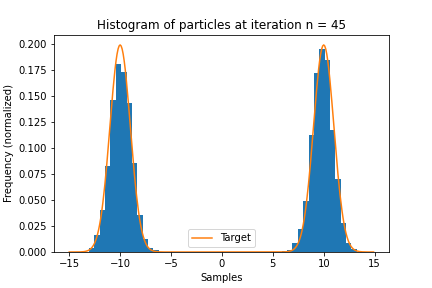 Histogram of particles at iteration n = 45
Frequency (normalized)
0.200
0.175
0.150
0.125
0.100
0.075
0.050
0.025
0.000
Target
−15 −10 −5 0 5 10 15
Samples